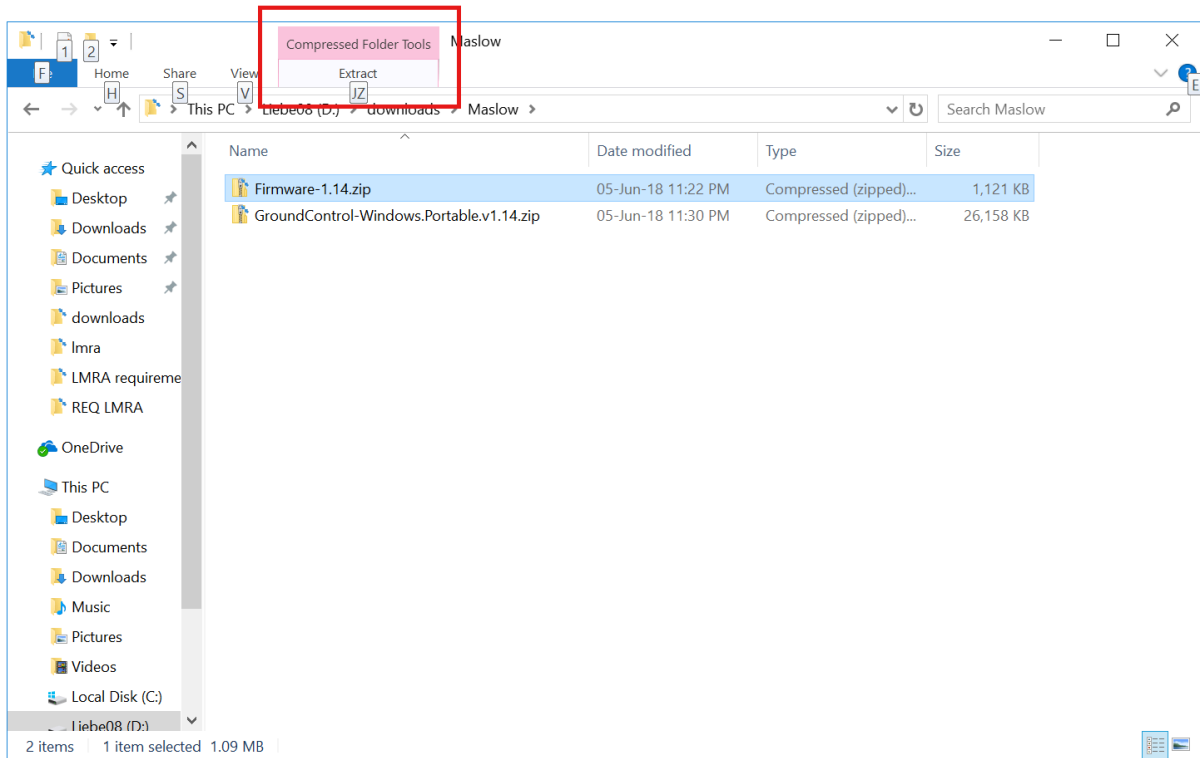 1 2 Compressed Folder Tools Maslow
F Home Share View Extract
H S V JZ E
This PC Liebe08 (D:) downloads Maslow Search Maslow
Name Date modified Type Size
Firmware-1.14.zip 05-Jun-18 11:22 PM Compressed (zipped)... 1,121 KB
GroundControl-Windows.Portable.v1.14.zip 05-Jun-18 11:30 PM Compressed (zipped)... 26,158 KB
Quick access
Desktop
Downloads
Documents
Pictures
downloads
lmra
LMRA requireme
REQ LMRA
OneDrive
This PC
Desktop
Documents
Downloads
Music
Pictures
Videos
Local Disk (C:)
Liebe08 (D:)
2 items 1 item selected 1.09 MB